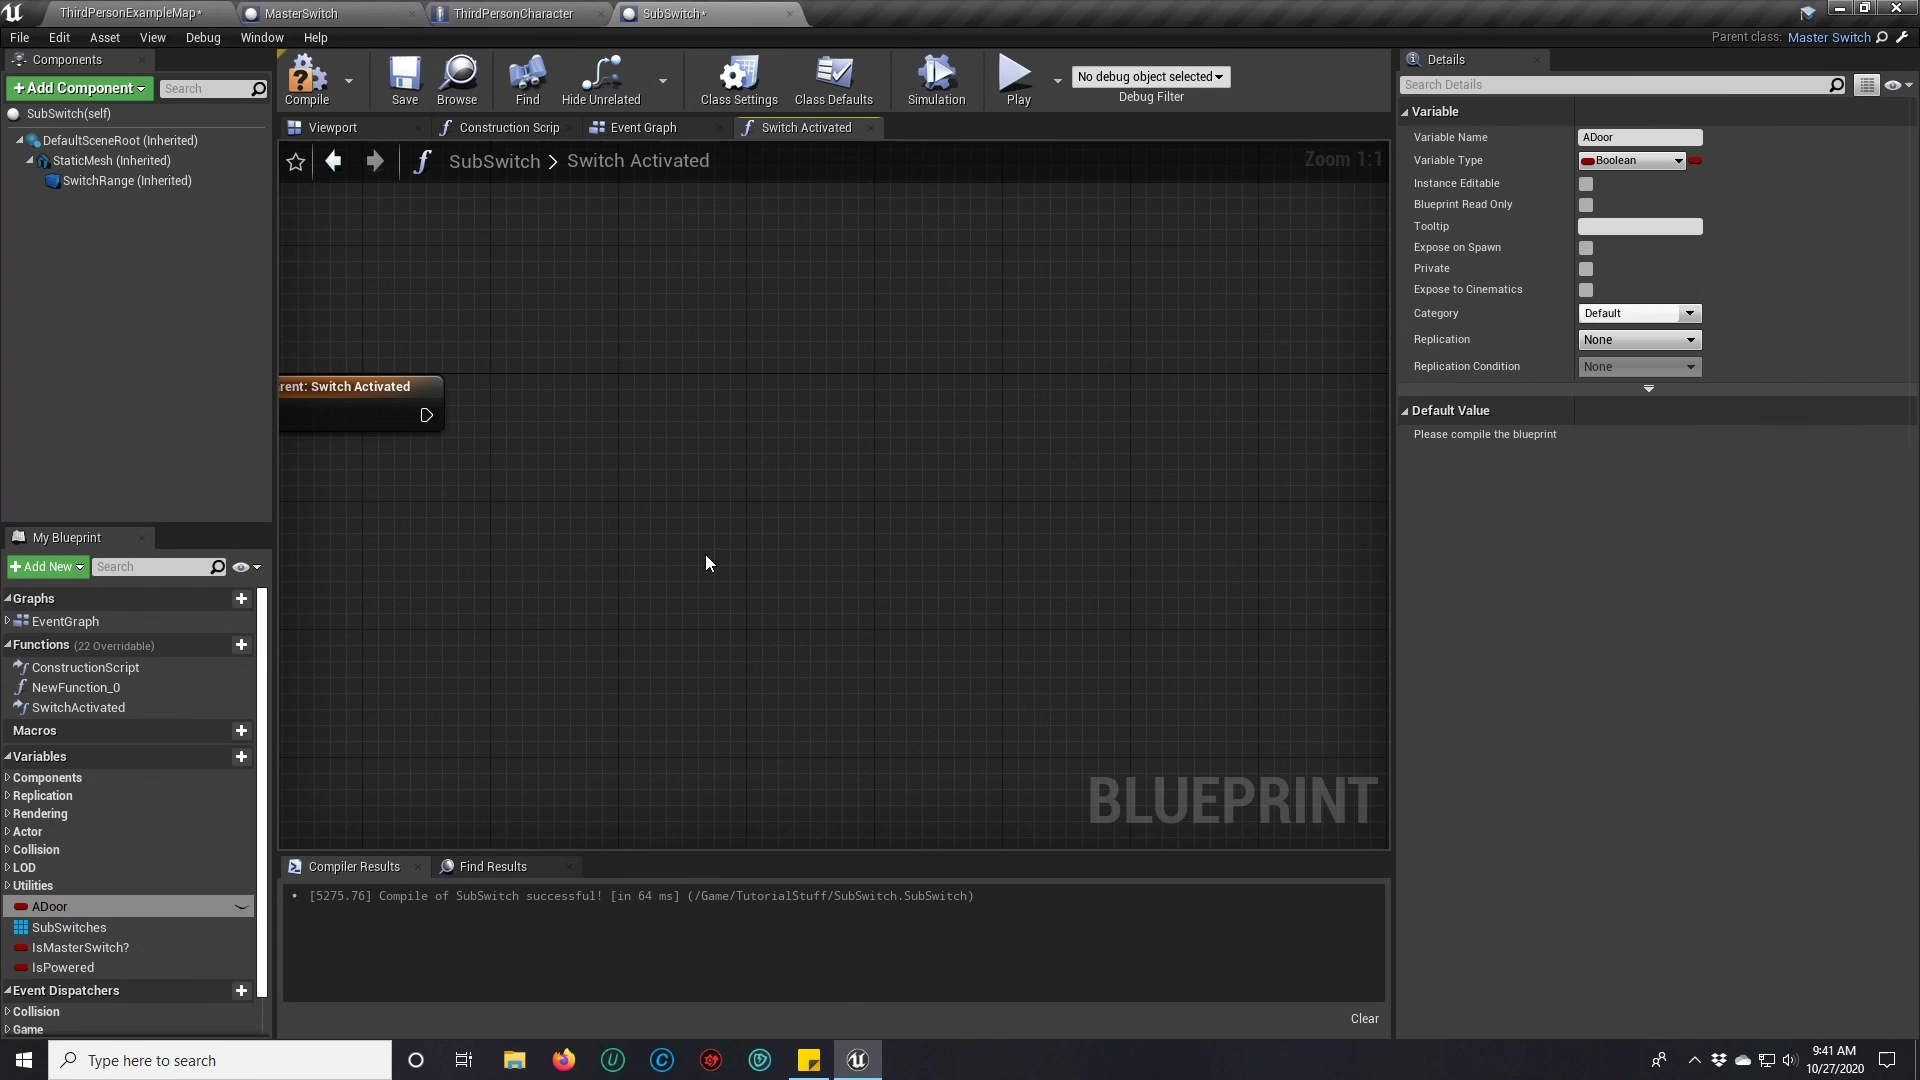 ThirdPersonExampleMap*
MasterSwitch
ThirdPersonCharacter
SubSwitch*
File Edit Asset View Debug Window Help
Parent class: Master Switch
Components
+Add Component
Search
SubSwitch(self)
DefaultSceneRoot (Inherited)
StaticMesh (Inherited)
SwitchRange (Inherited)
Compile
Save
Browse
Find
Hide Unrelated
Class Settings
Class Defaults
Simulation
Play
No debug object selected
Debug Filter
Viewport
Construction Scrip
Event Graph
Switch Activated
SubSwitch > Switch Activated
Zoom 1:1
rent: Switch Activated
BLUEPRINT
My Blueprint
+Add New
Search
Graphs
EventGraph
Functions (22 Overridable)
ConstructionScript
NewFunction_0
SwitchActivated
Macros
Variables
Components
Replication
Rendering
Actor
Collision
LOD
Utilities
ADoor
SubSwitches
IsMasterSwitch?
IsPowered
Event Dispatchers
Collision
Game
Compiler Results
Find Results
[5275.76] Compile of SubSwitch successful! [in 64 ms] (/Game/TutorialStuff/SubSwitch.SubSwitch)
Clear
Details
Search Details
Variable
Variable Name ADoor
Variable Type Boolean
Instance Editable
Blueprint Read Only
Tooltip
Expose on Spawn
Private
Expose to Cinematics
Category Default
Replication None
Replication Condition None
Default Value
Please compile the blueprint
Type here to search
9:41 AM
10/27/2020